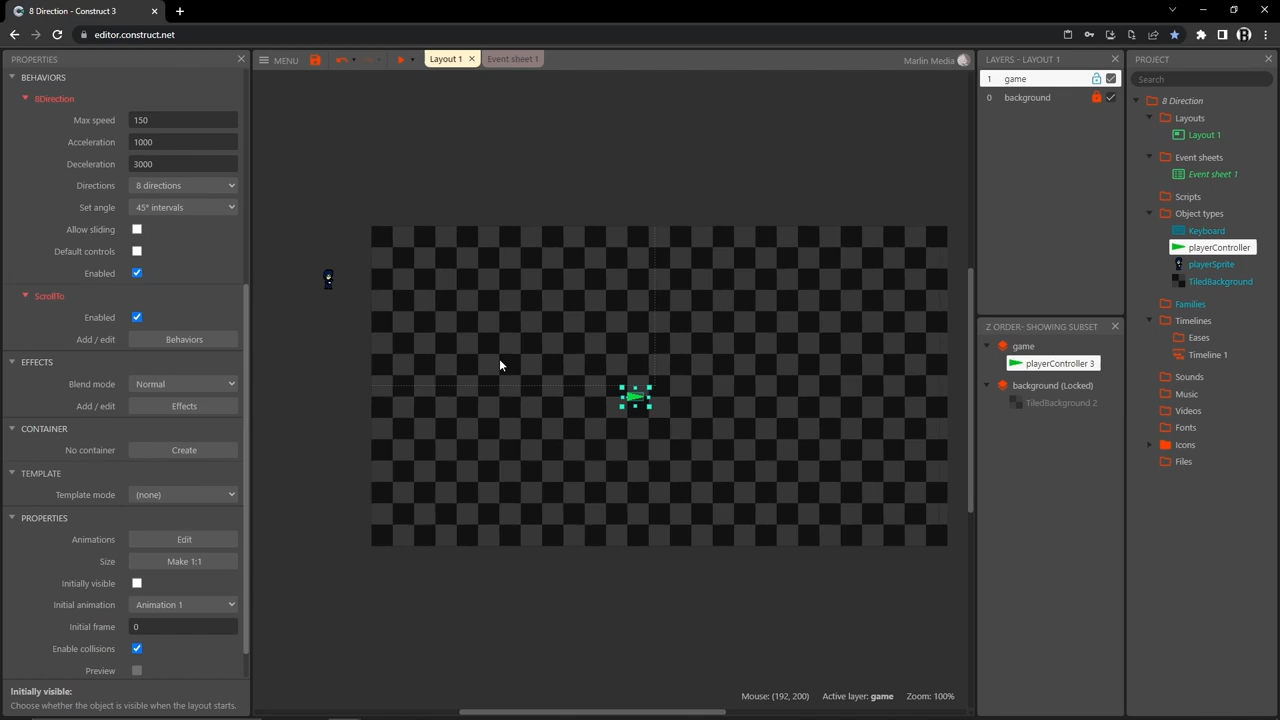 8 Direction - Construct 3
editor.construct.net
PROPERTIES
BEHAVIORS
8Direction
Max speed 150
Acceleration 1000
Deceleration 3000
Directions 8 directions
Set angle 45° intervals
Allow sliding
Default controls
Enabled
ScrollTo
Enabled
Add / edit Behaviors
EFFECTS
Blend mode Normal
Add / edit Effects
CONTAINER
No container Create
TEMPLATE
Template mode (none)
PROPERTIES
Animations Edit
Size Make 1:1
Initially visible
Initial animation Animation 1
Initial frame 0
Enable collisions
Preview
Initially visible:
Choose whether the object is visible when the layout starts.
MENU
Layout 1
Event sheet 1
Marlin Media
Mouse: (192, 200) Active layer: game Zoom: 100%
LAYERS - LAYOUT 1
1 game
0 background
Z ORDER- SHOWING SUBSET
game
playerController 3
background (Locked)
TiledBackground 2
PROJECT
Search
8 Direction
Layouts
Layout 1
Event sheets
Event sheet 1
Scripts
Object types
Keyboard
playerController
playerSprite
TiledBackground
Families
Timelines
Eases
Timeline 1
Sounds
Music
Videos
Fonts
Icons
Files